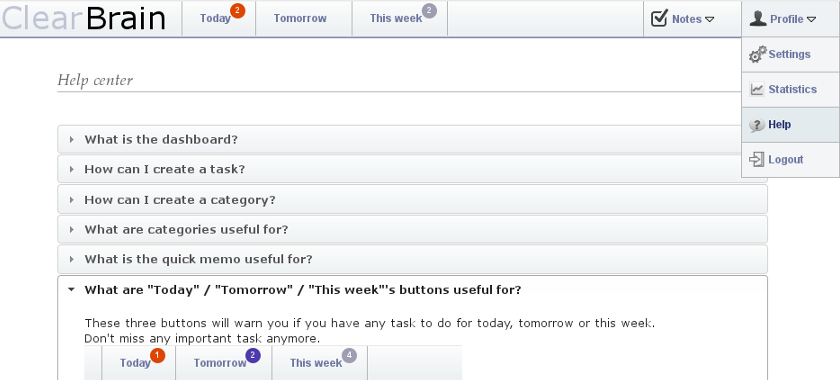 ClearBrain
Today 2
Tomorrow
This week 2
Notes
Profile
Settings
Statistics
Help
Logout
Help center
What is the dashboard?
How can I create a task?
How can I create a category?
What are categories useful for?
What is the quick memo useful for?
What are "Today" / "Tomorrow" / "This week"'s buttons useful for?
These three buttons will warn you if you have any task to do for today, tomorrow or this week.
Don't miss any important task anymore.
Today 1
Tomorrow 2
This week 4